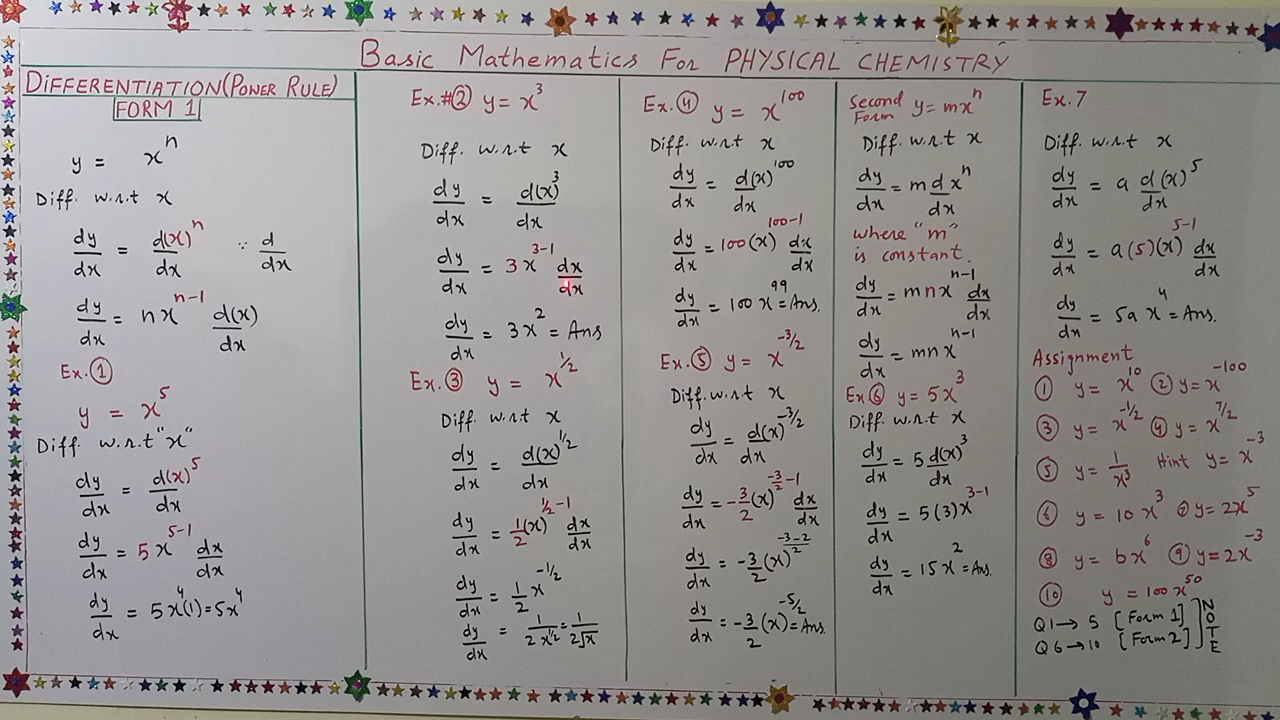 Basic Mathematics For PHYSICAL CHEMISTRY
DIFFERENTIATION(POWER RULE)
FORM 1
y = x^n
Diff. w.r.t x
dy/dx = d(x)^n/dx ∵ d/dx
dy/dx = nx^(n-1) d(x)/dx
Ex. ①
y = x^5
Diff. w.r.t "x"
dy/dx = d(x)^5/dx
dy/dx = 5x^(5-1) dx/dx
dy/dx = 5x^4(1) = 5x^4
Ex.#② y = x^3
Diff. w.r.t x
dy/dx = d(x)^3/dx
dy/dx = 3x^(3-1) dx/dx
dy/dx = 3x^2 = Ans
Ex.③ y = x^(1/2)
Diff. w.r.t x
dy/dx = d(x)^(1/2)/dx
dy/dx = 1/2(x)^(1/2-1) dx/dx
dy/dx = 1/2 x^(-1/2)
dy/dx = 1/(2x^(1/2)) = 1/(2√x)
Ex.④ y = x^100
Diff. w.r.t x
dy/dx = d(x)^100/dx
dy/dx = 100(x)^(100-1) dx/dx
dy/dx = 100x^99 = Ans.
Ex.⑤ y = x^(-3/2)
Diff. w.r.t x
dy/dx = d(x)^(-3/2)/dx
dy/dx = -3/2(x)^(-3/2-1) dx/dx
dy/dx = -3/2(x)^((-3-2)/2)
dy/dx = -3/2(x)^(-5/2) = Ans.
Second Form y = mx^n
Diff. w.r.t x
dy/dx = m d/dx x^n
where "m"
is constant.
dy/dx = mnx^(n-1) dx/dx
dy/dx = mnx^(n-1)
Ex⑥ y = 5x^3
Diff. w.r.t x
dy/dx = 5 d(x)^3/dx
dy/dx = 5(3)x^(3-1)
dy/dx = 15x^2 = Ans.
Ex.7
Diff. w.r.t x
dy/dx = a d(x)^5/dx
dy/dx = a(5)(x)^(5-1) dx/dx
dy/dx = 5a x^4 = Ans.
Assignment
① y = x^10 ② y = x^-100
③ y = x^(-1/2) ④ y = x^(7/2)
⑤ y = 1/x^3 Hint y = x^-3
⑥ y = 10x^3 ⑦ y = 2x^5
⑧ y = bx^6 ⑨ y = 2x^-3
⑩ y = 100x^50
Q1→ 5 [Form 1]
Q6→10 [Form 2]
NOTE